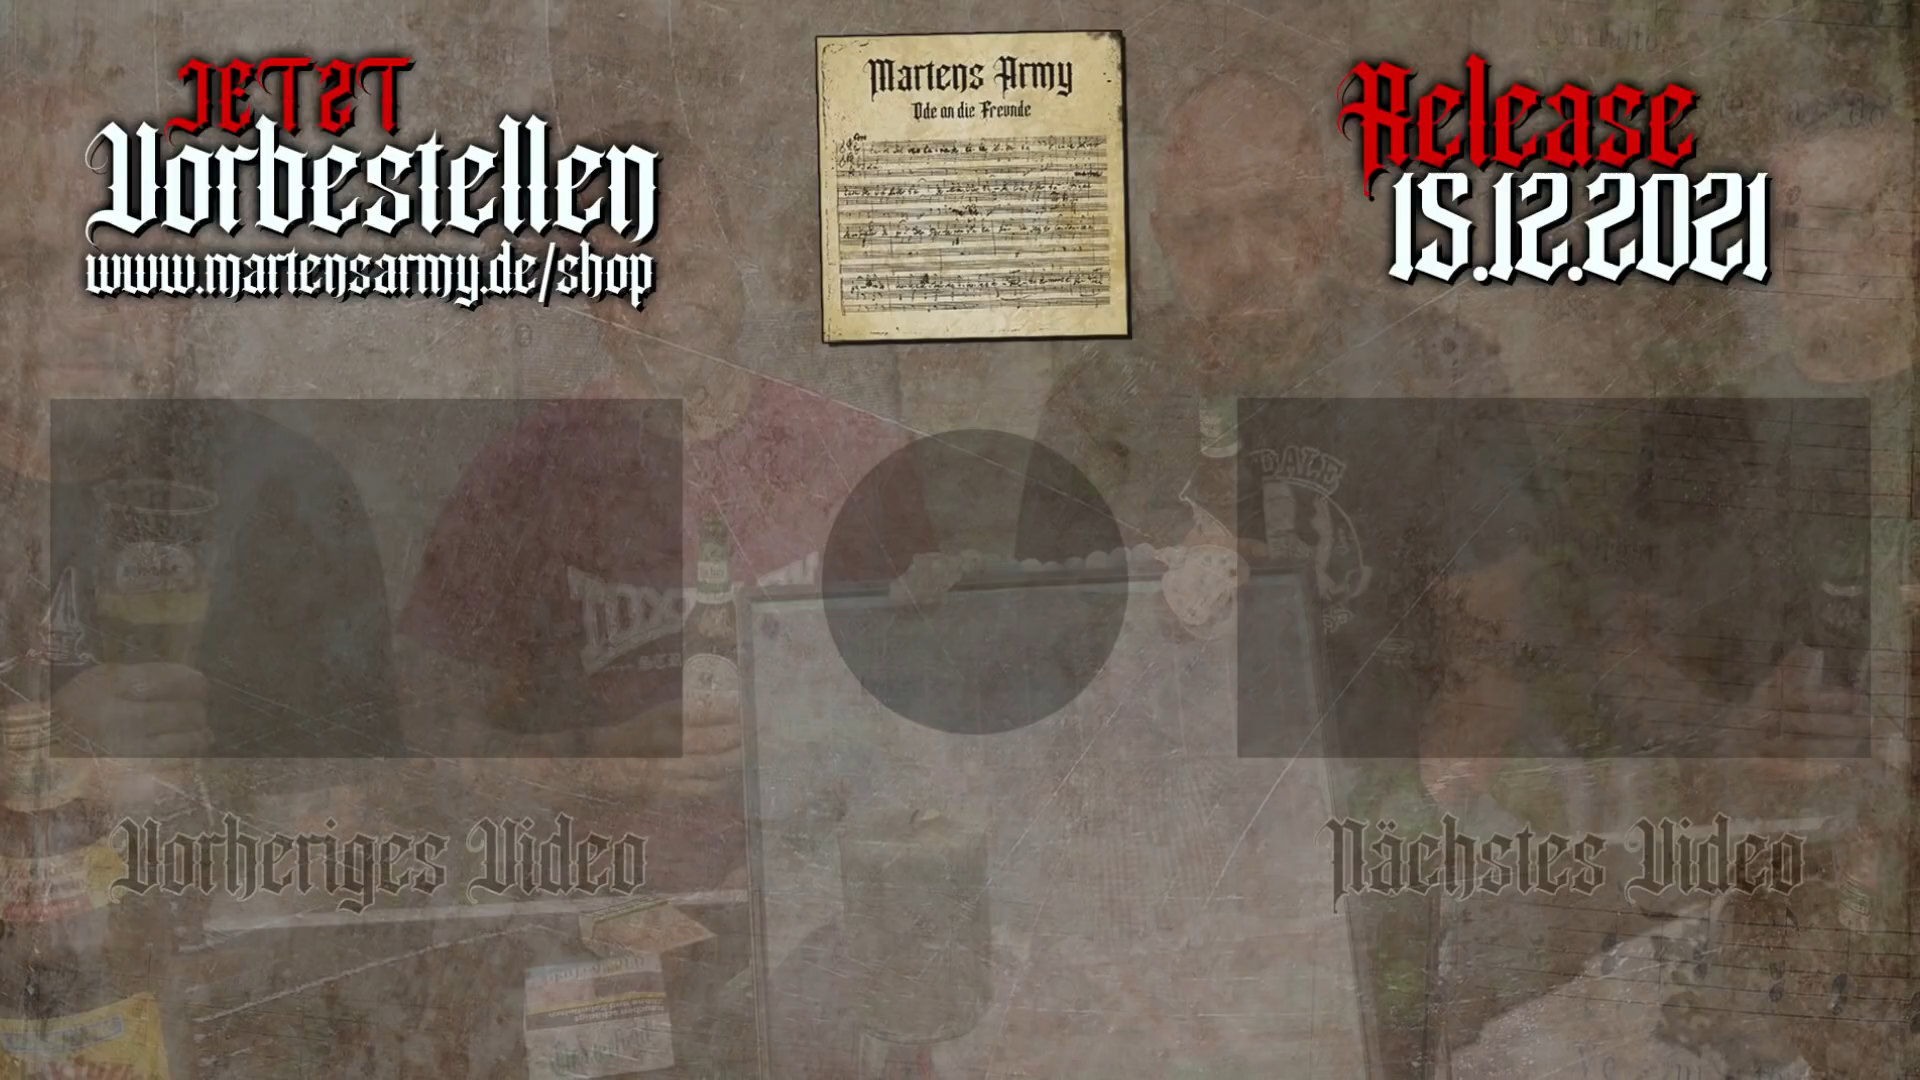 JETZT
Vorbestellen
www.martensarmy.de/shop
Martens Army
Ode an die Freunde
Release
15.12.2021
Vorheriges Video
Nächstes Video